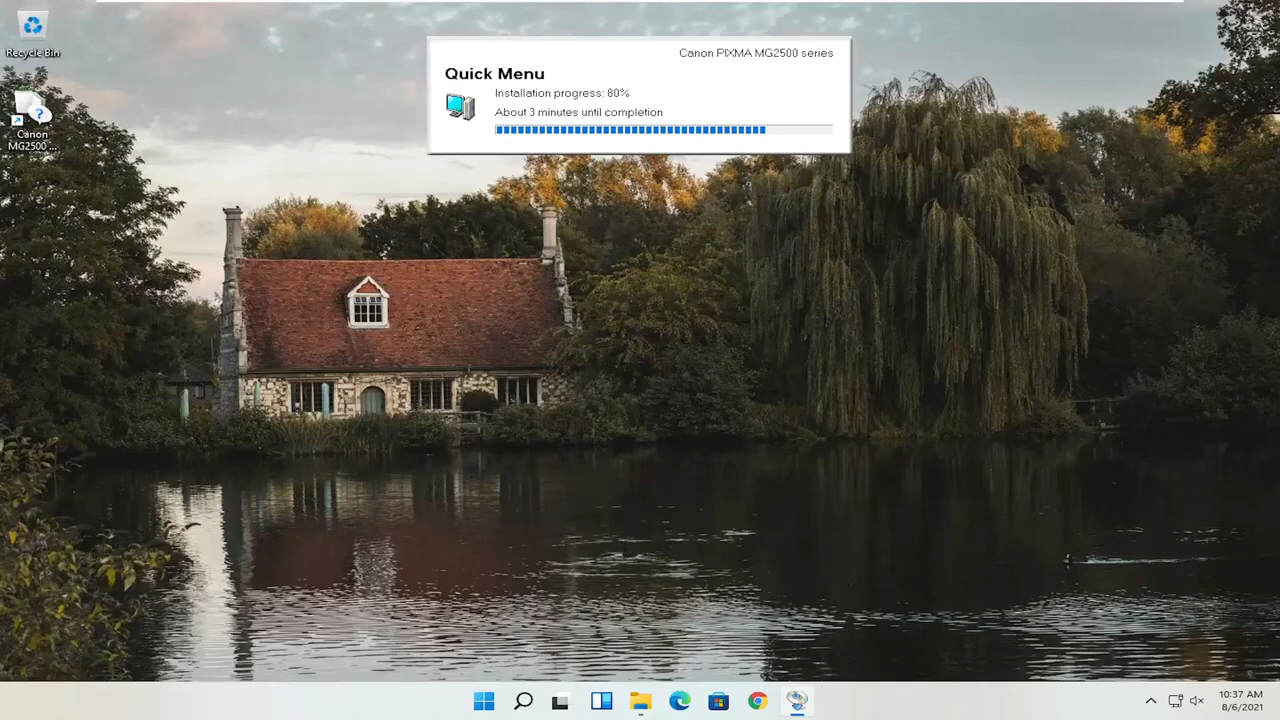 Recycle Bin
Canon
MG2500 ...
Canon PIXMA MG2500 series
Quick Menu
Installation progress: 80%
About 3 minutes until completion
10:37 AM
8/6/2021